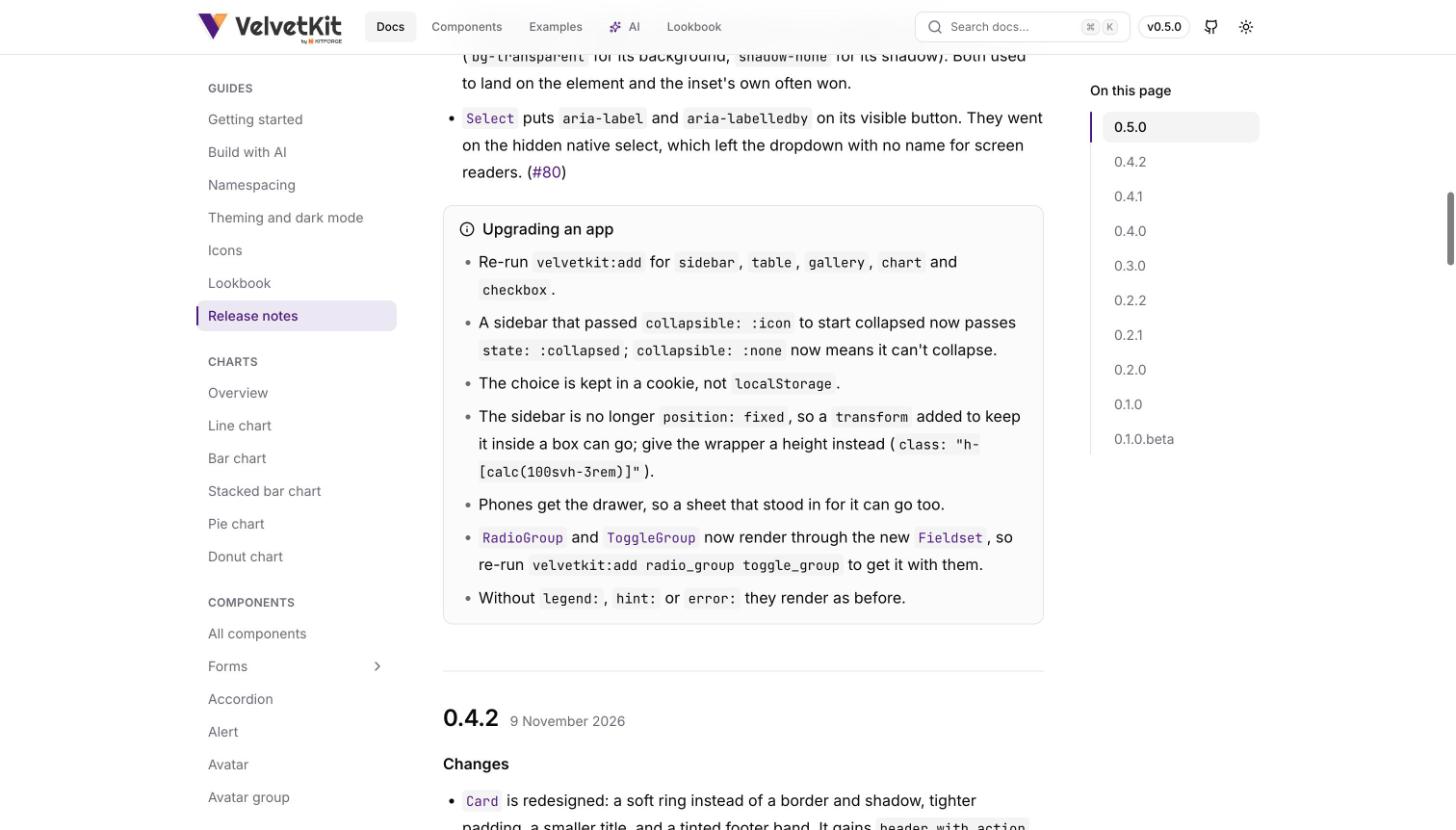 VelvetKit
by KITFORGE
Docs
Components
Examples
AI
Lookbook
Search docs...
⌘ K
v0.5.0
GUIDES
Getting started
Build with AI
Namespacing
Theming and dark mode
Icons
Lookbook
Release notes
CHARTS
Overview
Line chart
Bar chart
Stacked bar chart
Pie chart
Donut chart
COMPONENTS
All components
Forms
Accordion
Alert
Avatar
Avatar group
(bg-transparent for its background, shadow-none for its shadow). Both used
to land on the element and the inset's own often won.
• Select puts aria-label and aria-labelledby on its visible button. They went
on the hidden native select, which left the dropdown with no name for screen
readers. (#80)
Upgrading an app
• Re-run velvetkit:add for sidebar, table, gallery, chart and
checkbox.
• A sidebar that passed collapsible: :icon to start collapsed now passes
state: :collapsed; collapsible: :none now means it can't collapse.
• The choice is kept in a cookie, not localStorage.
• The sidebar is no longer position: fixed, so a transform added to keep
it inside a box can go; give the wrapper a height instead (class: "h-
[calc(100svh-3rem)]").
• Phones get the drawer, so a sheet that stood in for it can go too.
• RadioGroup and ToggleGroup now render through the new Fieldset, so
re-run velvetkit:add radio_group toggle_group to get it with them.
• Without legend:, hint: or error: they render as before.
0.4.2 9 November 2026
Changes
• Card is redesigned: a soft ring instead of a border and shadow, tighter
padding, a smaller title, and a tinted footer band. It gains header_with_action
On this page
0.5.0
0.4.2
0.4.1
0.4.0
0.3.0
0.2.2
0.2.1
0.2.0
0.1.0
0.1.0.beta